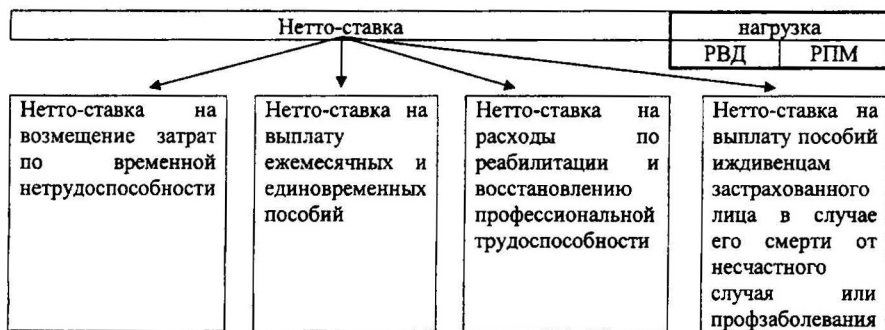 Нетто-ставка
нагрузка
РВД
РПМ
Нетто-ставка на
возмещение затрат
по временной
нетрудоспособности
Нетто-ставка на
выплату
ежемесячных и
единовременных
пособий
Нетто-ставка на
расходы по
реабилитации и
восстановлению
профессиональной
трудоспособности
Нетто-ставка на
выплату пособий
иждивенцам
застрахованного
лица в случае
его смерти от
несчастного
случая или
профзаболевания